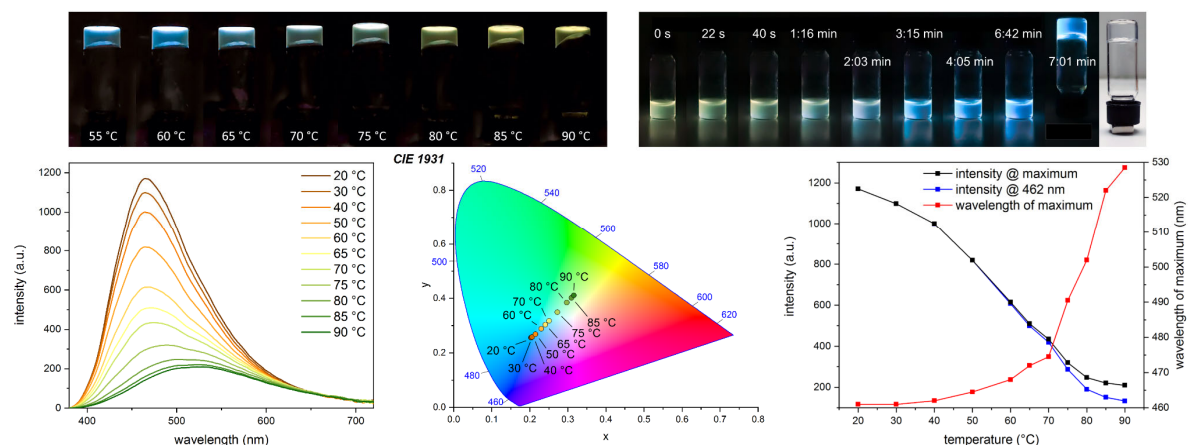 55 °C 60 °C 65 °C 70 °C 75 °C 80 °C 85 °C 90 °C
0 s 22 s 40 s 1:16 min 3:15 min 6:42 min
2:03 min 4:05 min 7:01 min
intensity (a.u.)
1200
1000
800
600
400
200
0
400 500 600 700
wavelength (nm)
20 °C
30 °C
40 °C
50 °C
60 °C
65 °C
70 °C
75 °C
80 °C
85 °C
90 °C
CIE 1931
y
0.8
0.6
0.4
0.2
0.0
0.0 0.1 0.2 0.3 0.4 0.5 0.6 0.7 0.8
x
520
540
560
500
580
600
620
480
460
90 °C
80 °C
70 °C
60 °C
85 °C
75 °C
65 °C
20 °C
50 °C
30 °C
40 °C
intensity @ maximum
intensity @ 462 nm
wavelength of maximum
intensity (a.u.)
1200
1000
800
600
400
200
20 30 40 50 60 70 80 90
temperature (°C)
530
520
510
500
490
480
470
460
wavelength of maximum (nm)